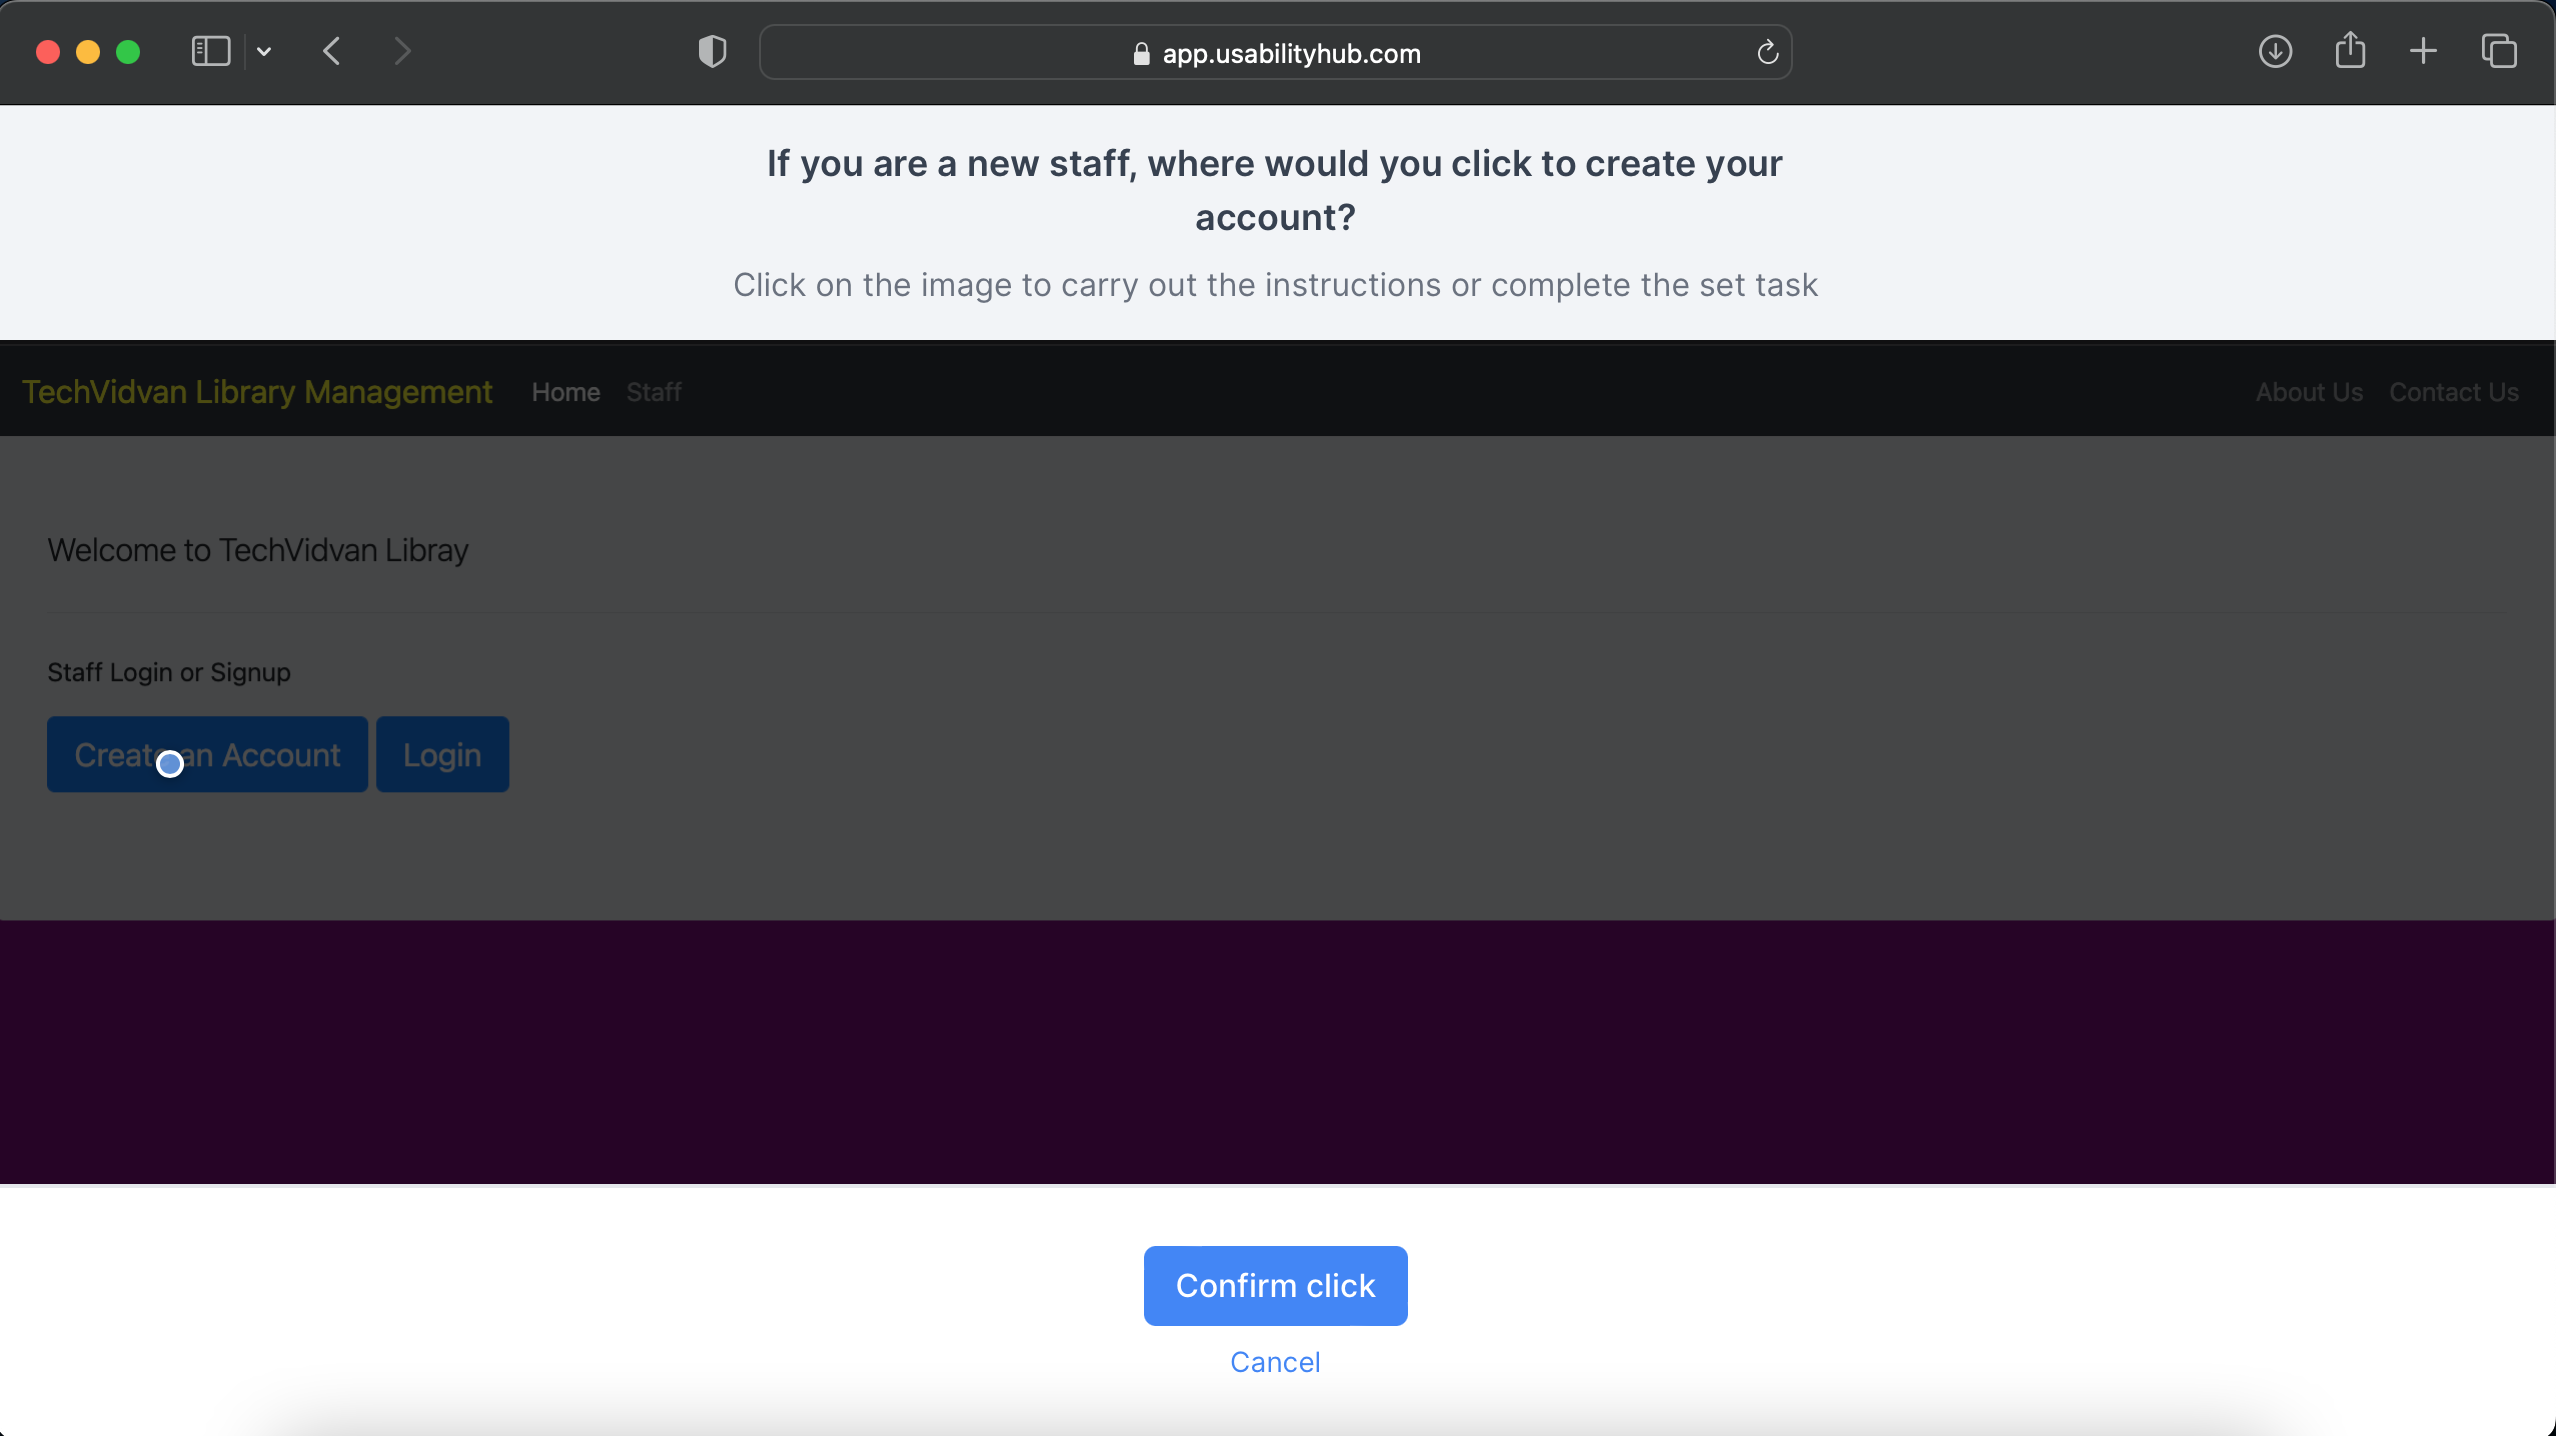 app.usabilityhub.com
If you are a new staff, where would you click to create your
account?
Click on the image to carry out the instructions or complete the set task
TechVidvan Library Management Home Staff About Us Contact Us
Welcome to TechVidvan Libray
Staff Login or Signup
Create an Account Login
Confirm click
Cancel